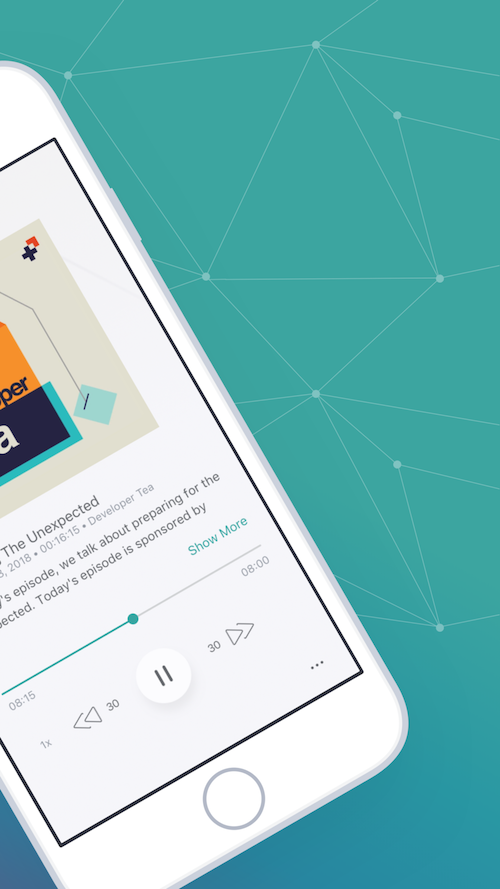 per
a
The Unexpected
, 2018 • 00:16:15 • Developer Tea
's episode, we talk about preparing for the
pected. Today's episode is sponsored by
Show More
08:15
08:00
1x
30
30